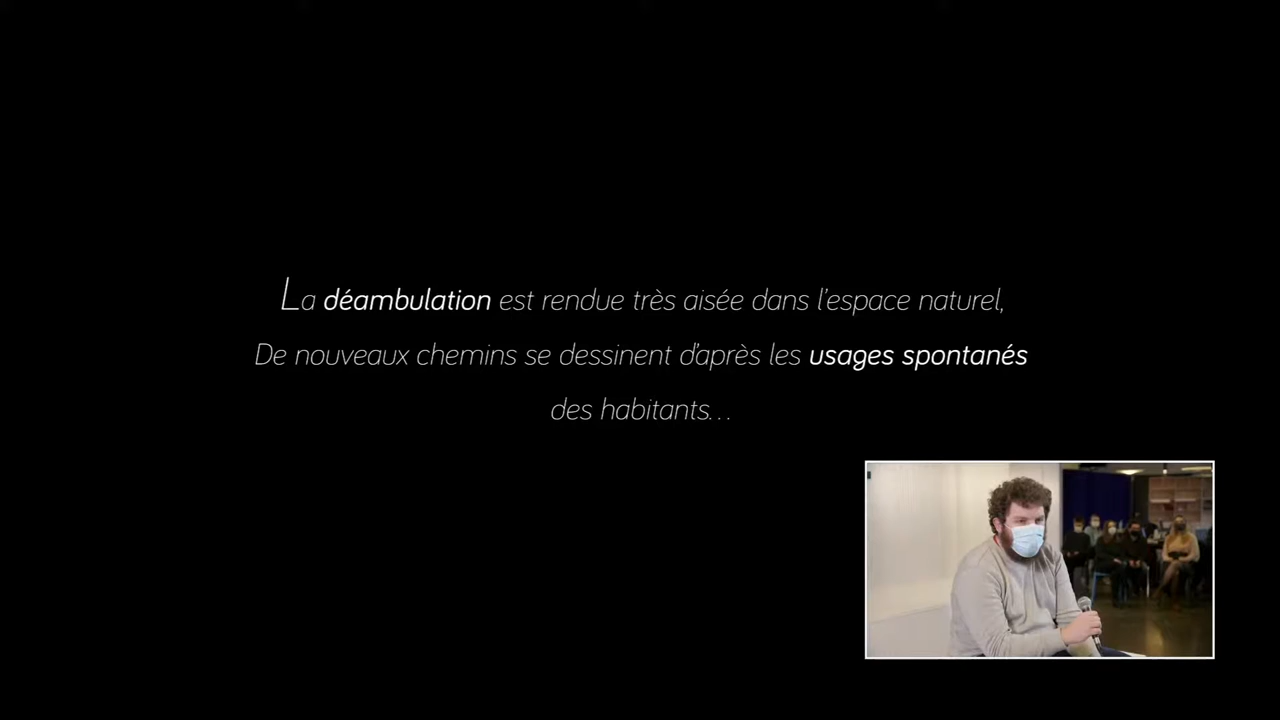 La déambulation est rendue très aisée dans l'espace naturel,
De nouveaux chemins se dessinent d'après les usages spontanés
des habitants...